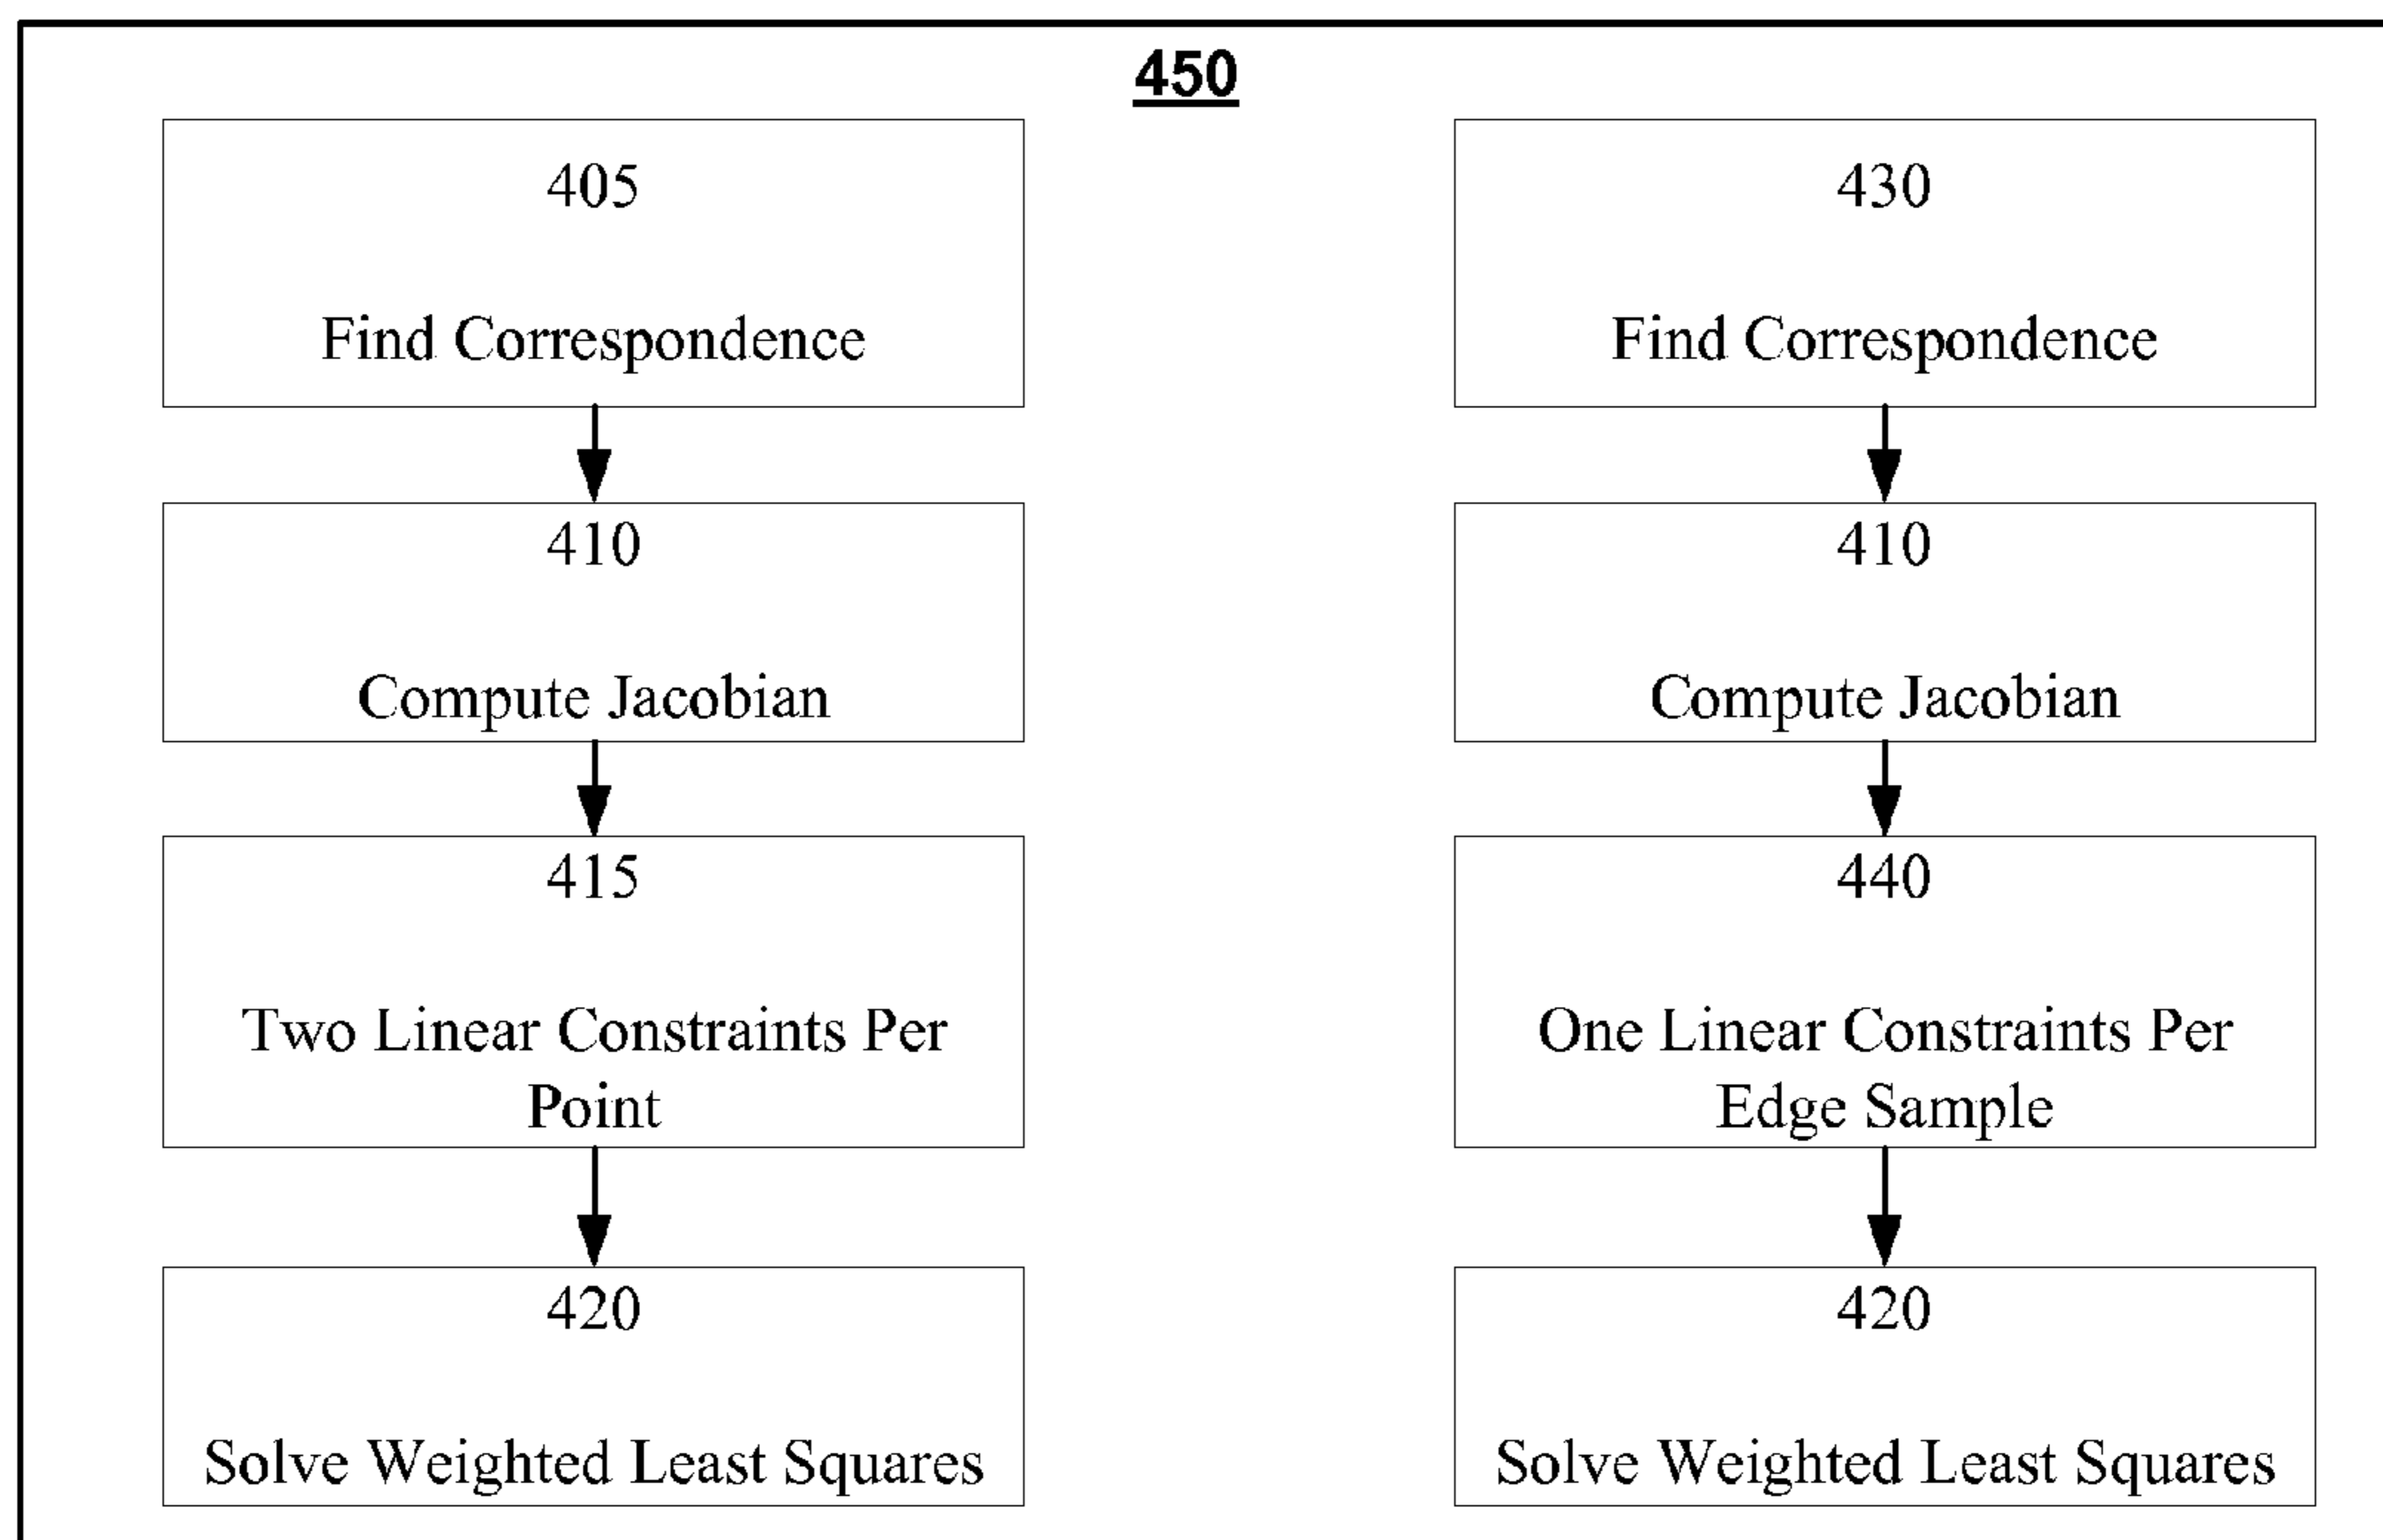 450
405
Find Correspondence
410
Compute Jacobian
415
Two Linear Constraints Per
Point
420
Solve Weighted Least Squares
430
Find Correspondence
410
Compute Jacobian
440
One Linear Constraints Per
Edge Sample
420
Solve Weighted Least Squares